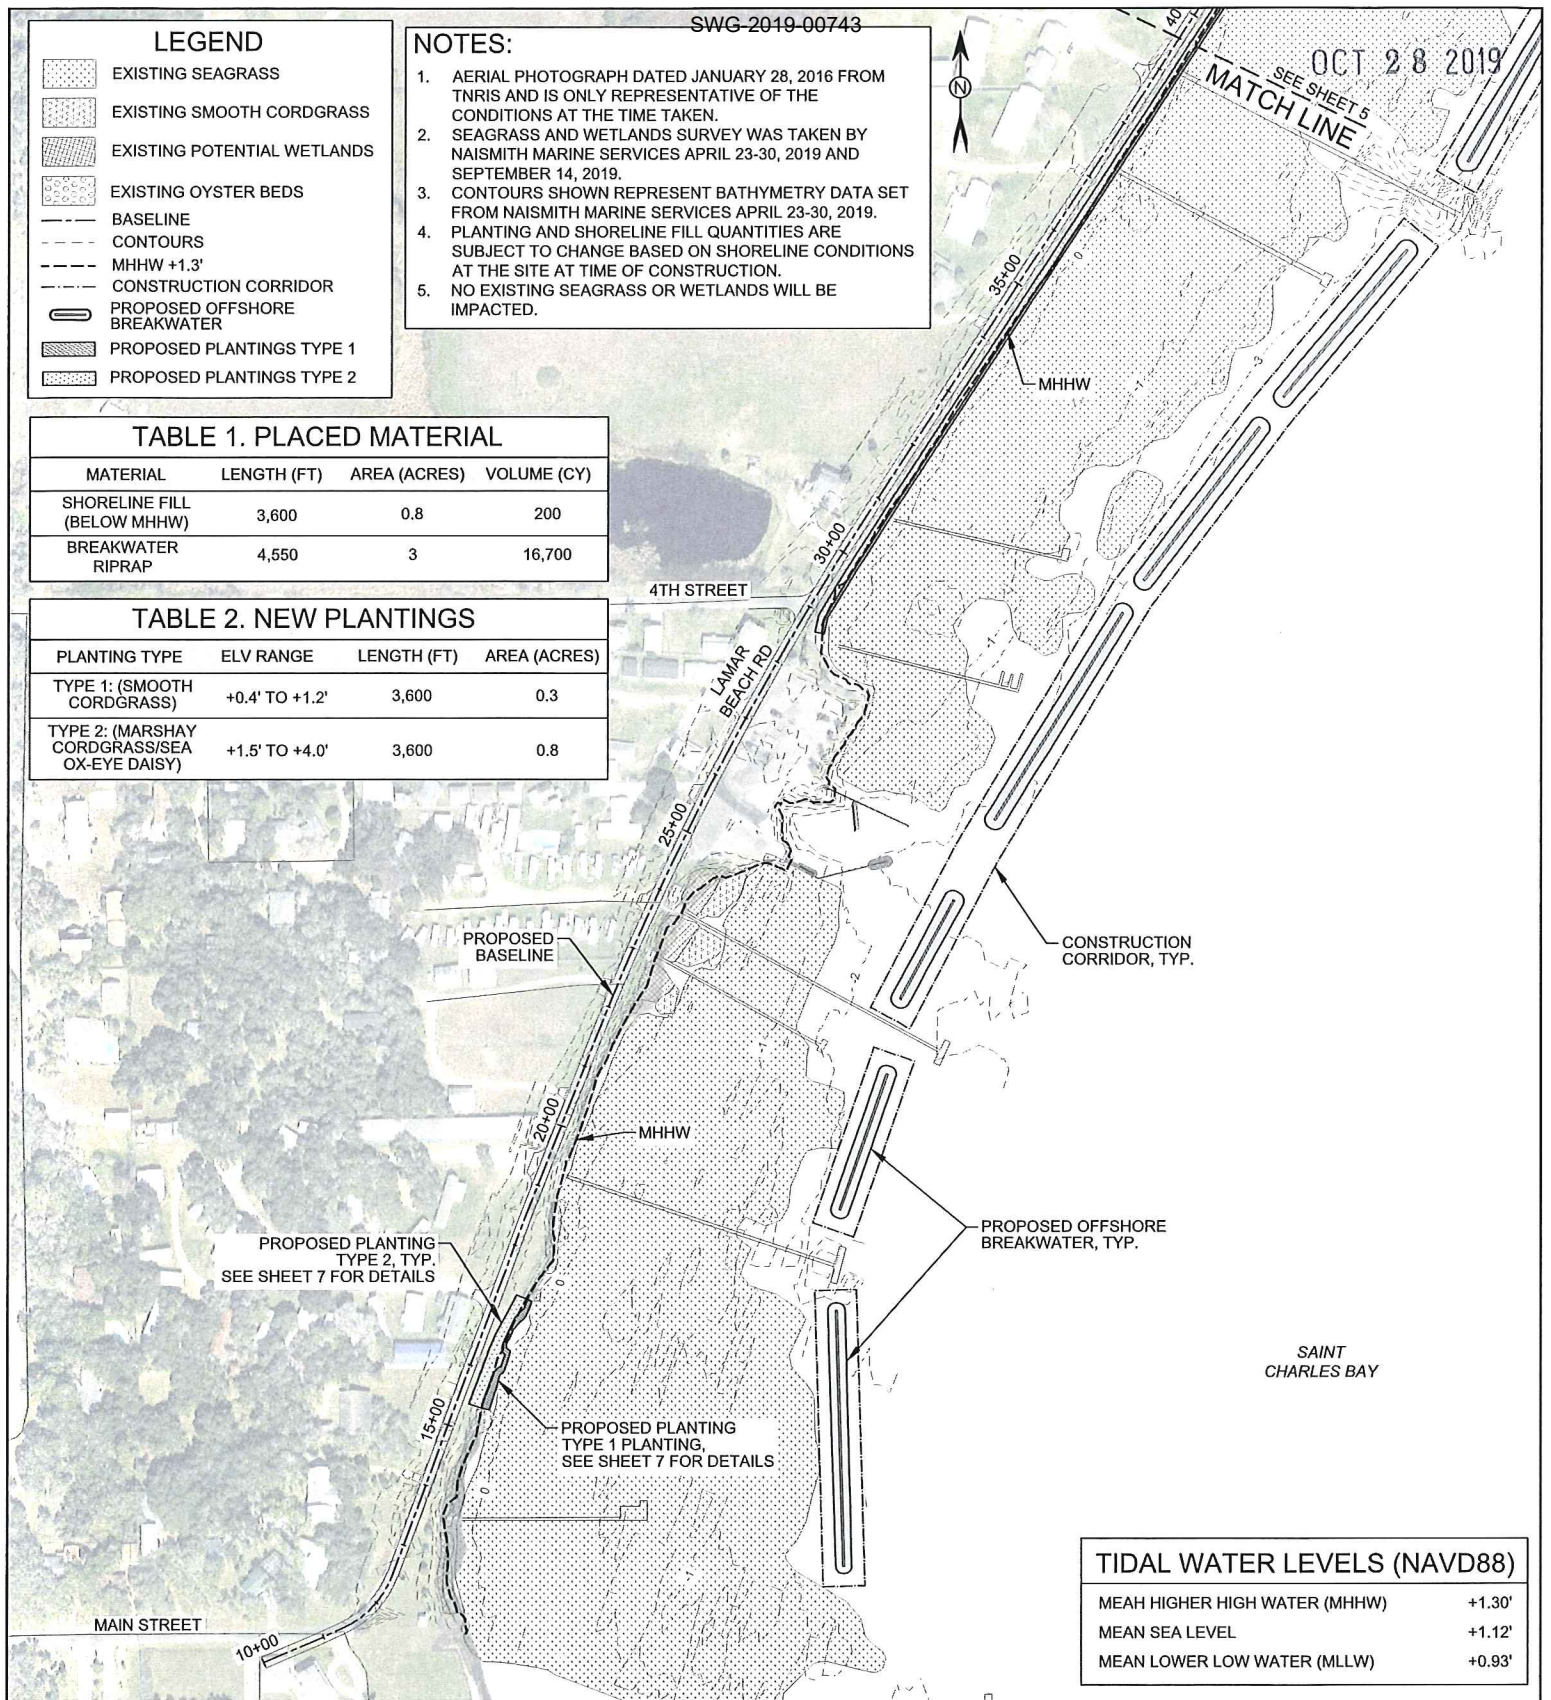 SWG-2019-00743
OCT 28 2019
LEGEND
EXISTING SEAGRASS
EXISTING SMOOTH CORDGRASS
EXISTING POTENTIAL WETLANDS
EXISTING OYSTER BEDS
BASELINE
CONTOURS
MHHW +1.3'
CONSTRUCTION CORRIDOR
PROPOSED OFFSHORE
BREAKWATER
PROPOSED PLANTINGS TYPE 1
PROPOSED PLANTINGS TYPE 2
NOTES:
1. AERIAL PHOTOGRAPH DATED JANUARY 28, 2016 FROM
TNRIS AND IS ONLY REPRESENTATIVE OF THE
CONDITIONS AT THE TIME TAKEN.
2. SEAGRASS AND WETLANDS SURVEY WAS TAKEN BY
NAISMITH MARINE SERVICES APRIL 23-30, 2019 AND
SEPTEMBER 14, 2019.
3. CONTOURS SHOWN REPRESENT BATHYMETRY DATA SET
FROM NAISMITH MARINE SERVICES APRIL 23-30, 2019.
4. PLANTING AND SHORELINE FILL QUANTITIES ARE
SUBJECT TO CHANGE BASED ON SHORELINE CONDITIONS
AT THE SITE AT TIME OF CONSTRUCTION.
5. NO EXISTING SEAGRASS OR WETLANDS WILL BE
IMPACTED.
N
40
SEE SHEET 5
MATCH LINE
TABLE 1. PLACED MATERIAL
MATERIAL LENGTH (FT) AREA (ACRES) VOLUME (CY)
SHORELINE FILL
(BELOW MHHW) 3,600 0.8 200
BREAKWATER
RIPRAP 4,550 3 16,700
TABLE 2. NEW PLANTINGS
PLANTING TYPE ELV RANGE LENGTH (FT) AREA (ACRES)
TYPE 1: (SMOOTH
CORDGRASS) +0.4' TO +1.2' 3,600 0.3
TYPE 2: (MARSHAY
CORDGRASS/SEA
OX-EYE DAISY) +1.5' TO +4.0' 3,600 0.8
0
35+00
-3
MHHW
-1
30+00
4TH STREET
-1
LAMAR
BEACH RD
25+00
PROPOSED
BASELINE
CONSTRUCTION
CORRIDOR, TYP.
-2
-1
20+00
MHHW
PROPOSED OFFSHORE
BREAKWATER, TYP.
PROPOSED PLANTING
TYPE 2, TYP.
SEE SHEET 7 FOR DETAILS
0
SAINT
CHARLES BAY
15+00
PROPOSED PLANTING
TYPE 1 PLANTING,
SEE SHEET 7 FOR DETAILS
0
-1
MAIN STREET
10+00
TIDAL WATER LEVELS (NAVD88)
MEAH HIGHER HIGH WATER (MHHW) +1.30'
MEAN SEA LEVEL +1.12'
MEAN LOWER LOW WATER (MLLW) +0.93'